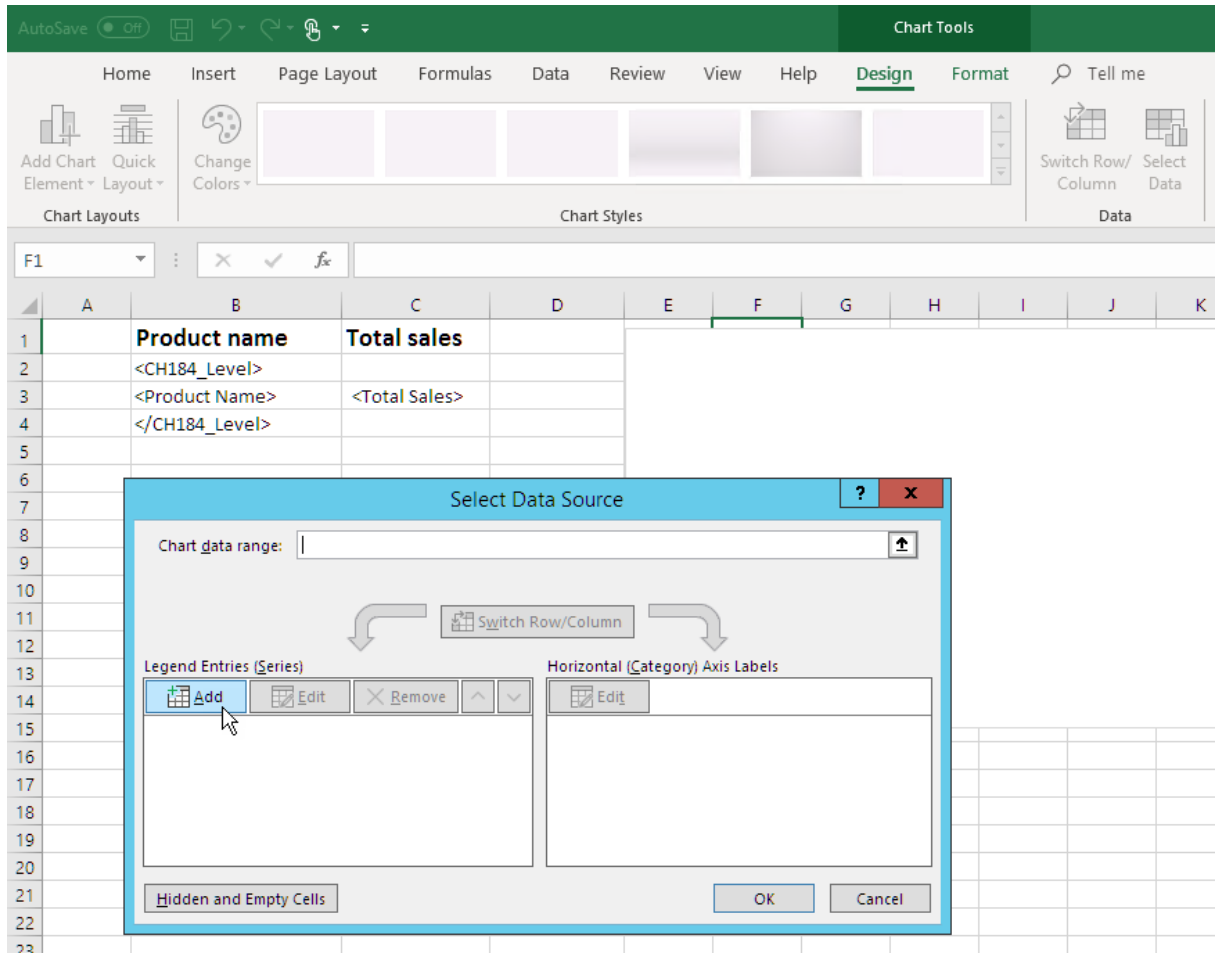 AutoSave Off
Chart Tools
Home Insert Page Layout Formulas Data Review View Help Design Format Tell me
Add Chart Element Quick Layout Change Colors Switch Row/ Column Select Data
Chart Layouts Chart Styles Data
F1 fx
A B C D E F G H I J K
1 Product name Total sales
2 <CH184_Level>
3 <Product Name> <Total Sales>
4 </CH184_Level>
5
6
7 Select Data Source ? x
8
Chart data range:
9
10
11 Switch Row/Column
12
13 Legend Entries (Series) Horizontal (Category) Axis Labels
14 Add Edit Remove Edit
15
16
17
18
19
20
21 Hidden and Empty Cells OK Cancel
22
23